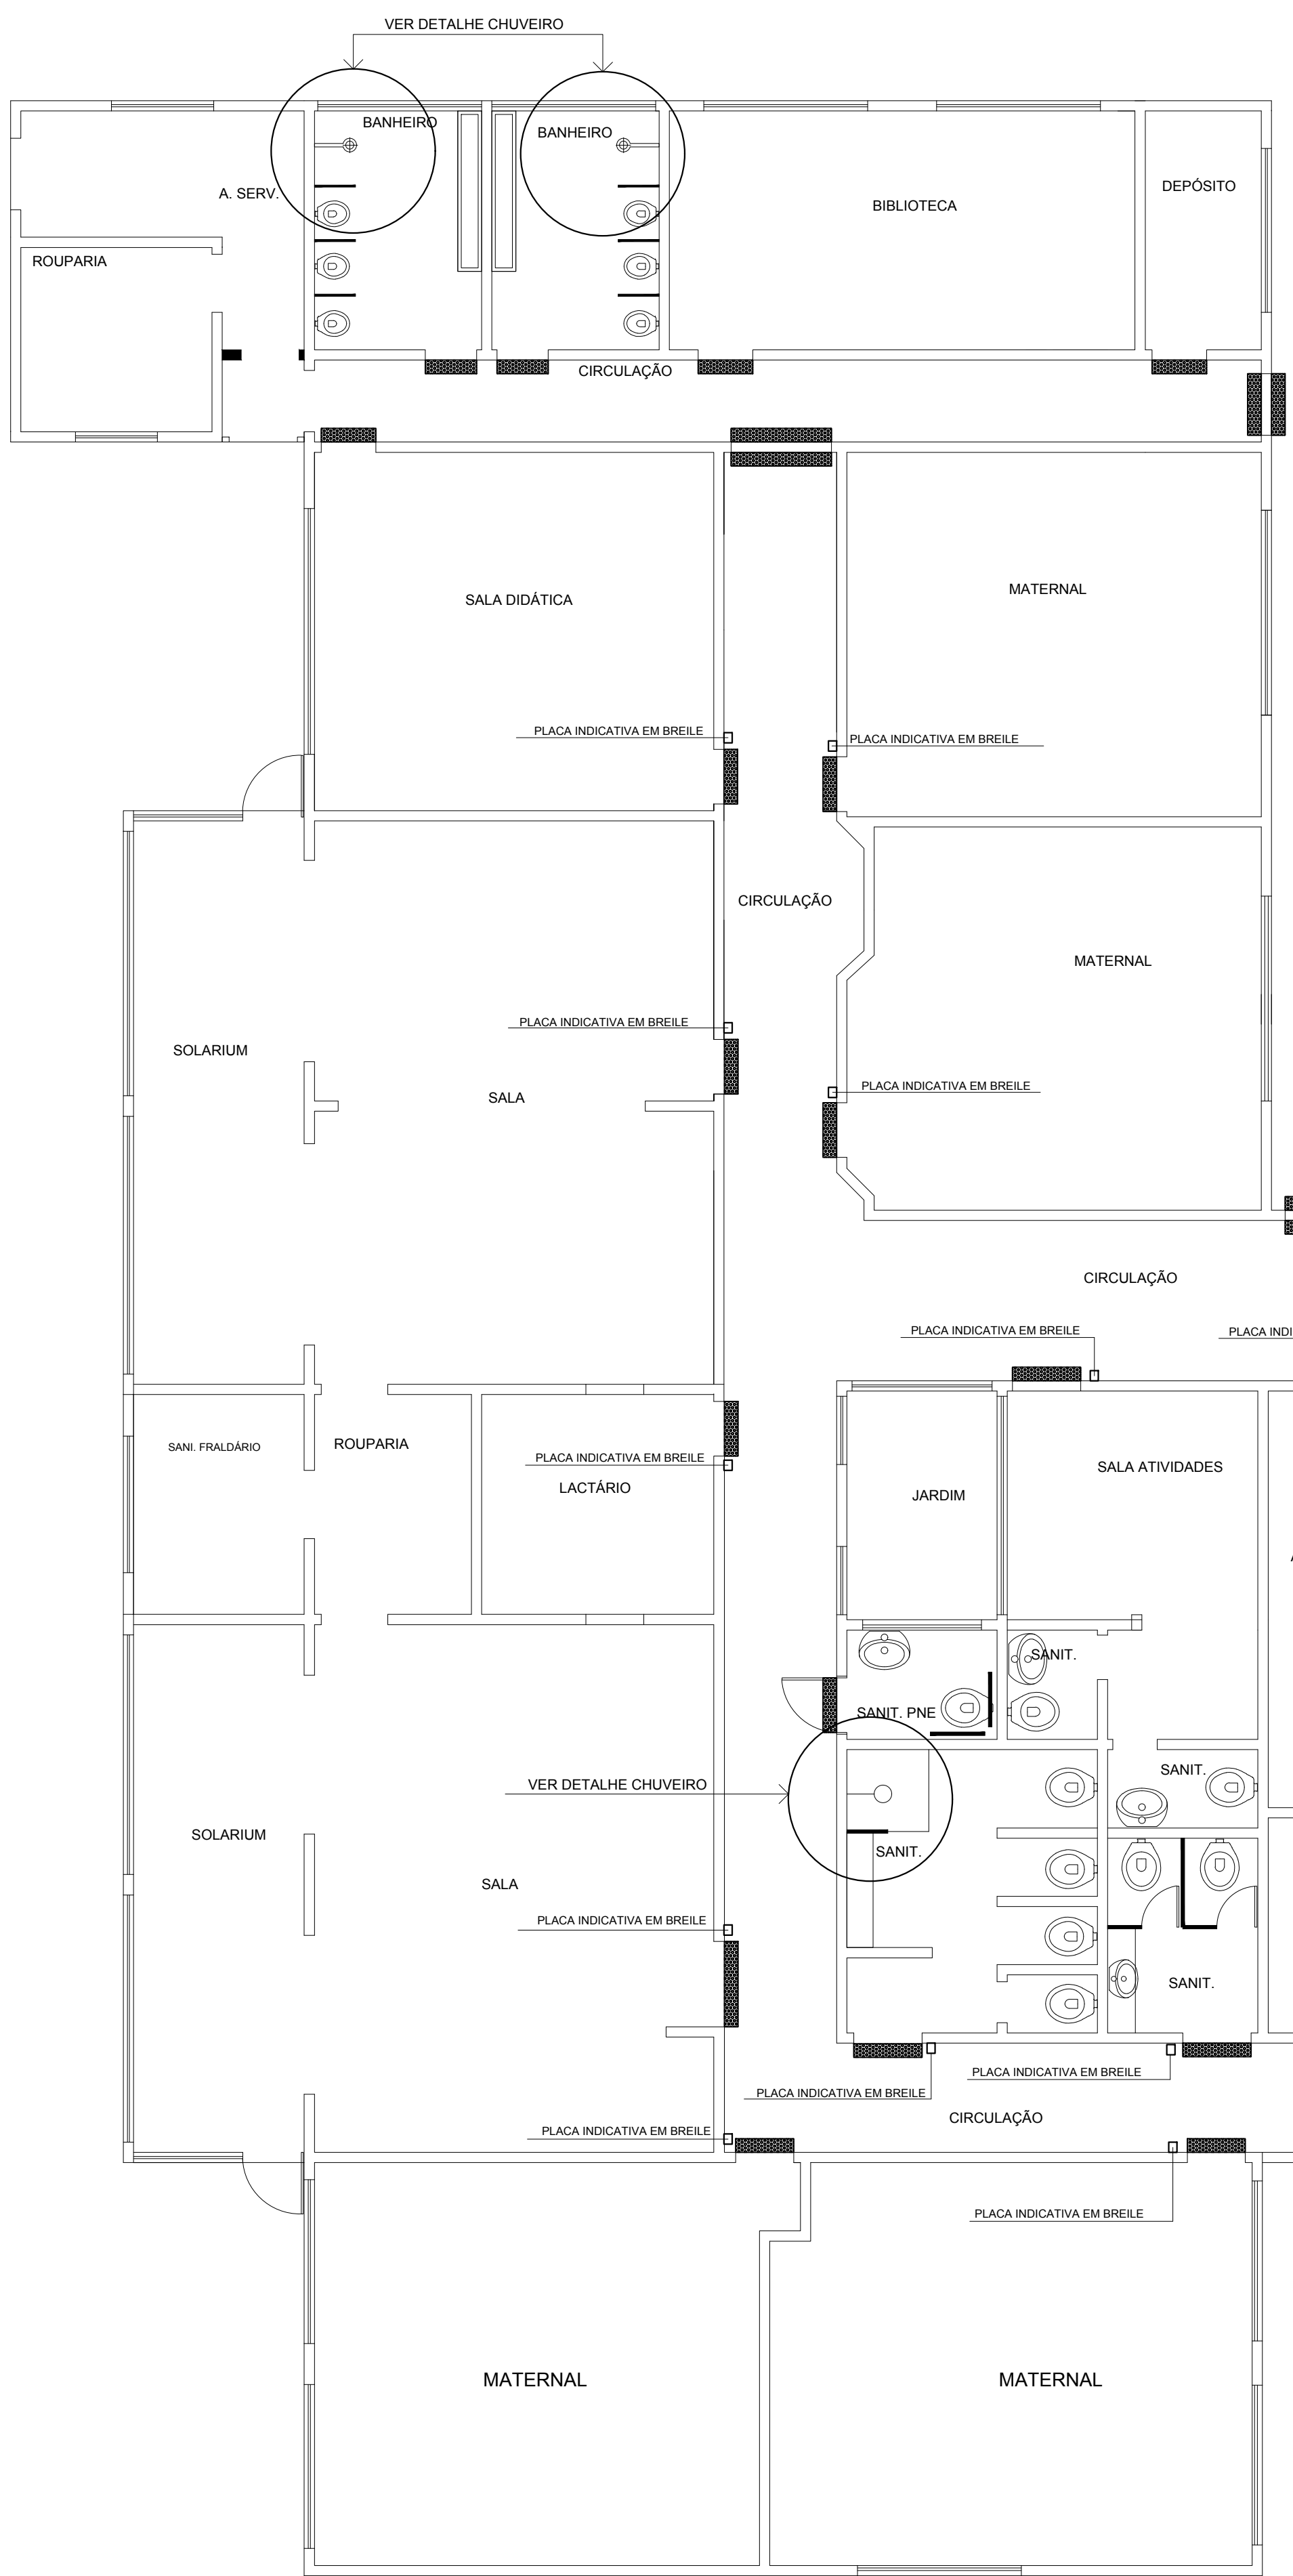 VER DETALHE CHUVEIRO
BANHEIRO
BANHEIRO
A. SERV.
DEPÓSITO
BIBLIOTECA
ROUPARIA
CIRCULAÇÃO
MATERNAL
SALA DIDÁTICA
PLACA INDICATIVA EM BREILE
PLACA INDICATIVA EM BREILE
CIRCULAÇÃO
MATERNAL
PLACA INDICATIVA EM BREILE
SOLARIUM
PLACA INDICATIVA EM BREILE
SALA
CIRCULAÇÃO
PLACA INDICATIVA EM BREILE
PLACA INDI
SANI. FRALDÁRIO
ROUPARIA
PLACA INDICATIVA EM BREILE
SALA ATIVIDADES
LACTÁRIO
JARDIM
SANIT.
SANIT. PNE
SANIT.
VER DETALHE CHUVEIRO
SOLARIUM
SANIT.
SALA
PLACA INDICATIVA EM BREILE
SANIT.
PLACA INDICATIVA EM BREILE
PLACA INDICATIVA EM BREILE
CIRCULAÇÃO
PLACA INDICATIVA EM BREILE
PLACA INDICATIVA EM BREILE
MATERNAL
MATERNAL